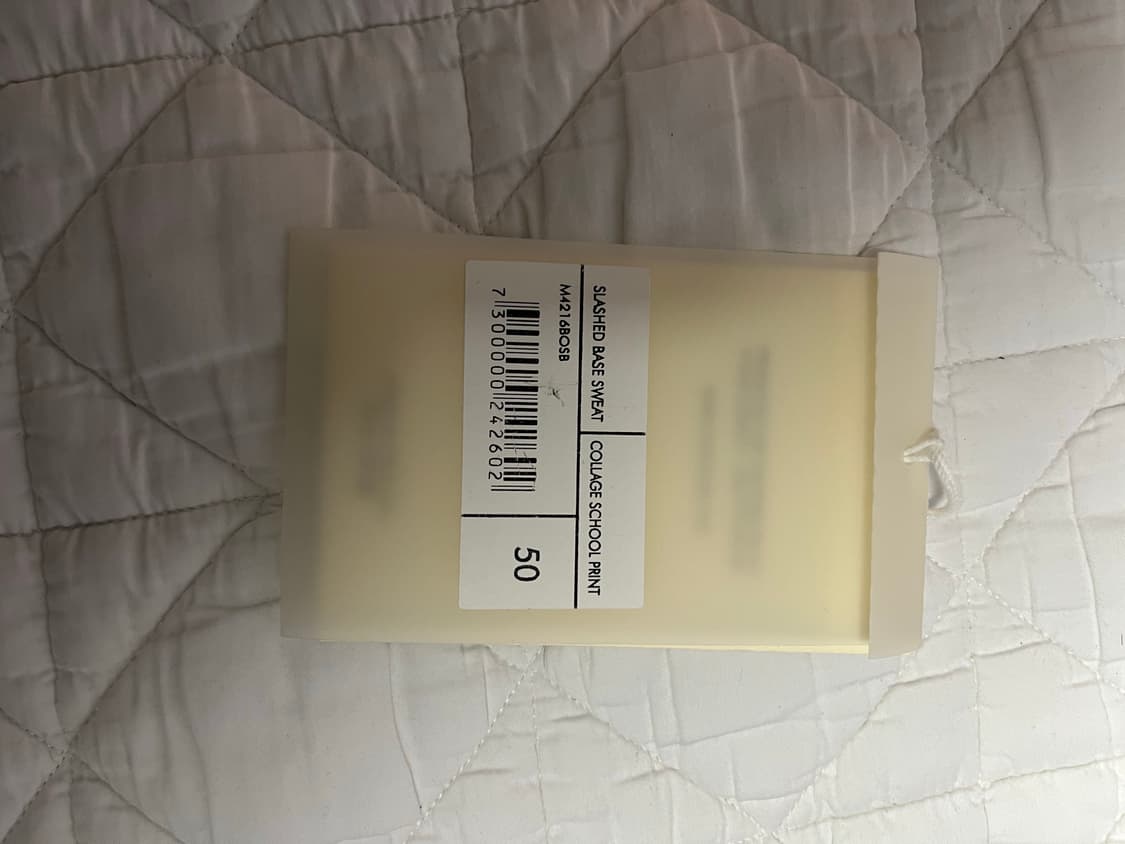 SLASHED BASE SWEAT
COLLAGE SCHOOL PRINT
M4216BOSB
7 300000 242602
50